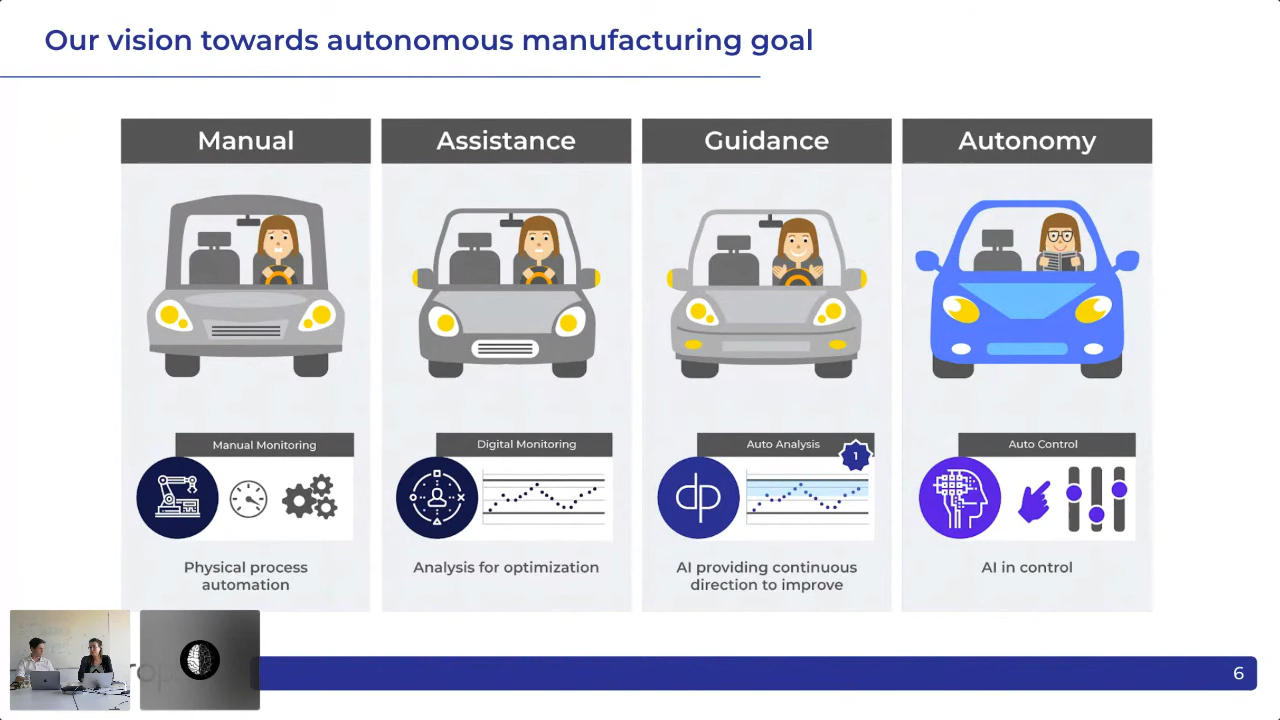 Our vision towards autonomous manufacturing goal
Manual
Assistance
Guidance
Autonomy
Manual Monitoring
Digital Monitoring
Auto Analysis
Auto Control
1
dp
Physical process
automation
Analysis for optimization
AI providing continuous
direction to improve
AI in control
6